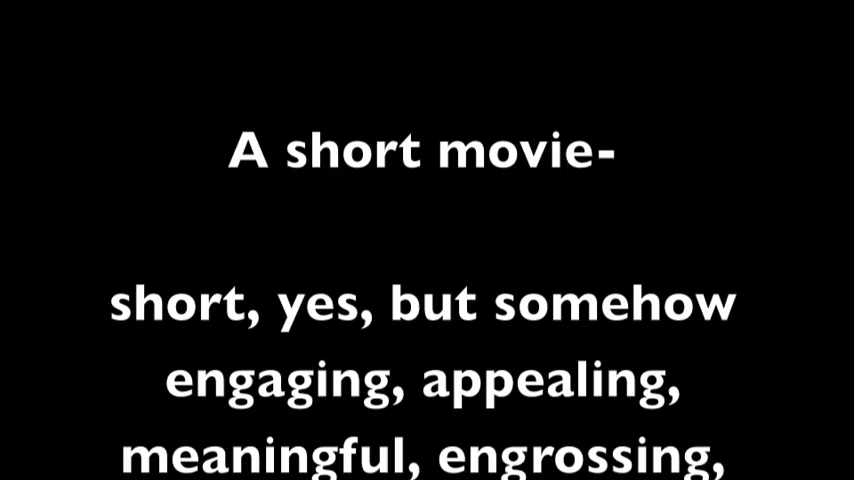 A short movie-
short, yes, but somehow
engaging, appealing,
meaningful, engrossing,